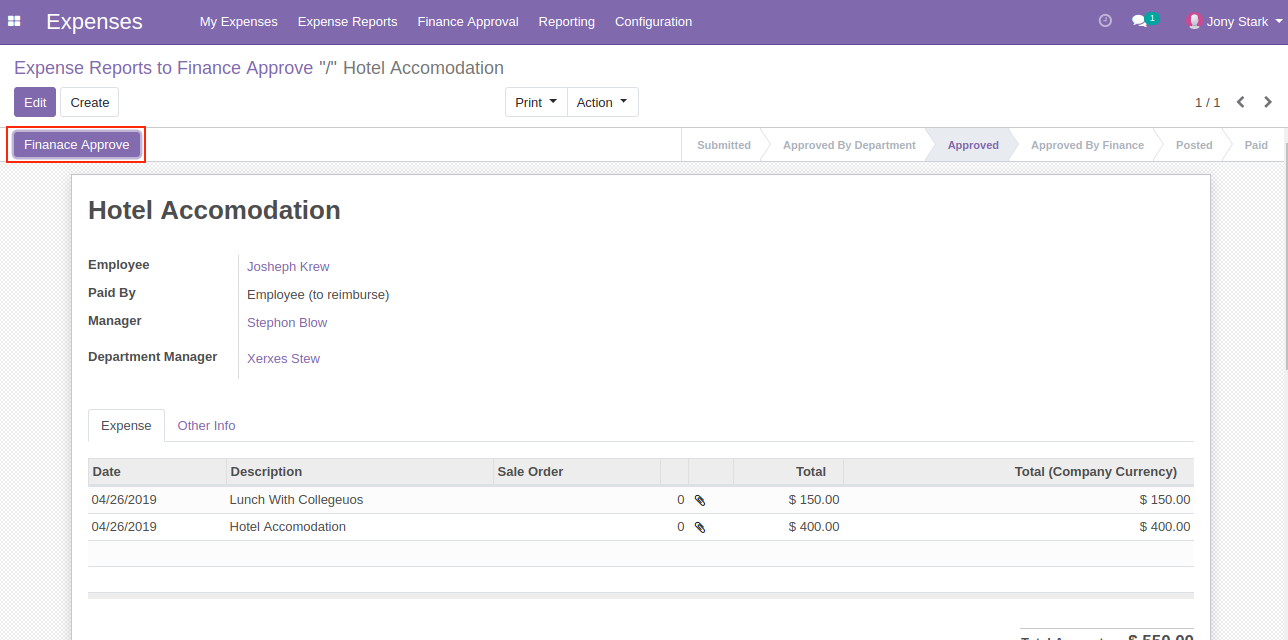 Expenses My Expenses Expense Reports Finance Approval Reporting Configuration 1 Jony Stark
Expense Reports to Finance Approve "/" Hotel Accomodation
Edit Create Print Action 1 / 1
Finanace Approve Submitted Approved By Department Approved Approved By Finance Posted Paid
Hotel Accomodation
Employee Josheph Krew
Paid By Employee (to reimburse)
Manager Stephon Blow
Department Manager Xerxes Stew
Expense Other Info
Date Description Sale Order Total Total (Company Currency)
04/26/2019 Lunch With Collegeuos 0 $ 150.00 $ 150.00
04/26/2019 Hotel Accomodation 0 $ 400.00 $ 400.00
$ 550.00